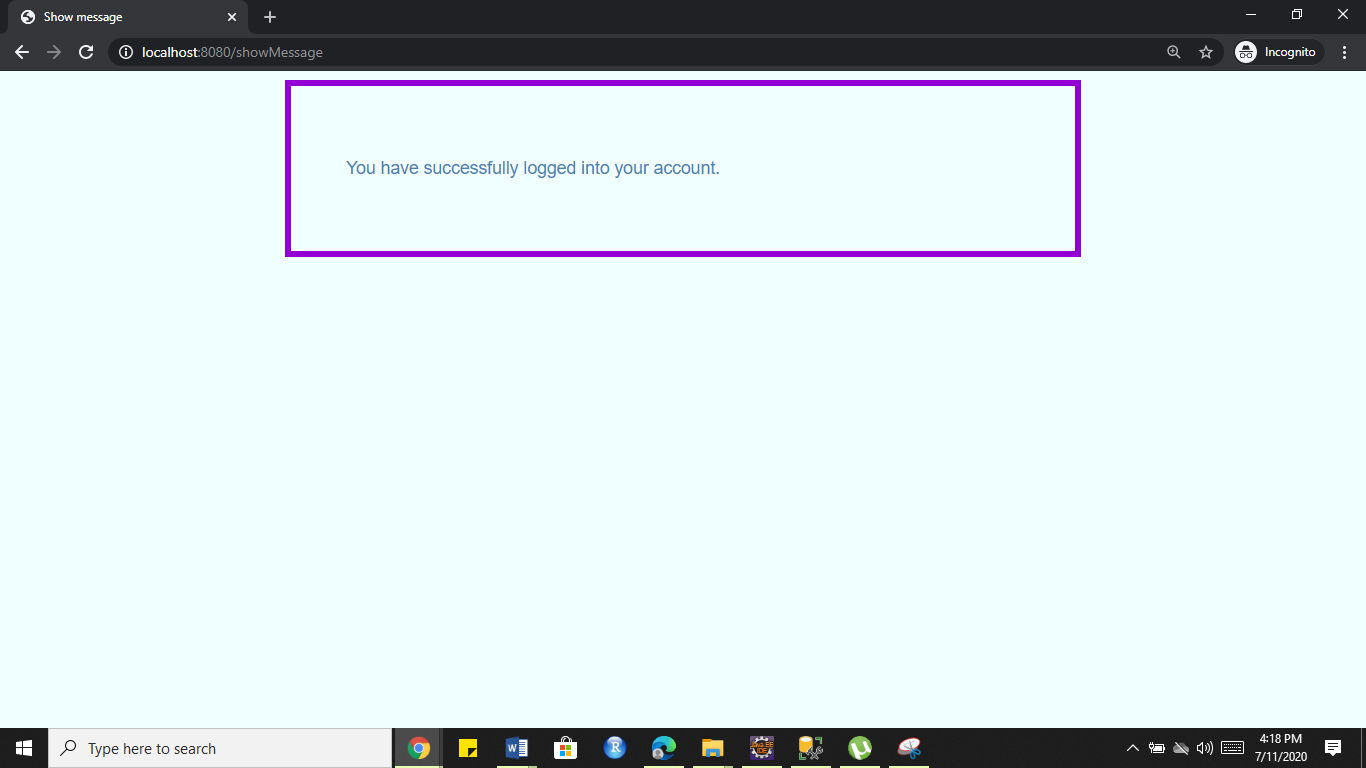 Show message
localhost:8080/showMessage
Incognito
You have successfully logged into your account.
Type here to search
4:18 PM
7/11/2020